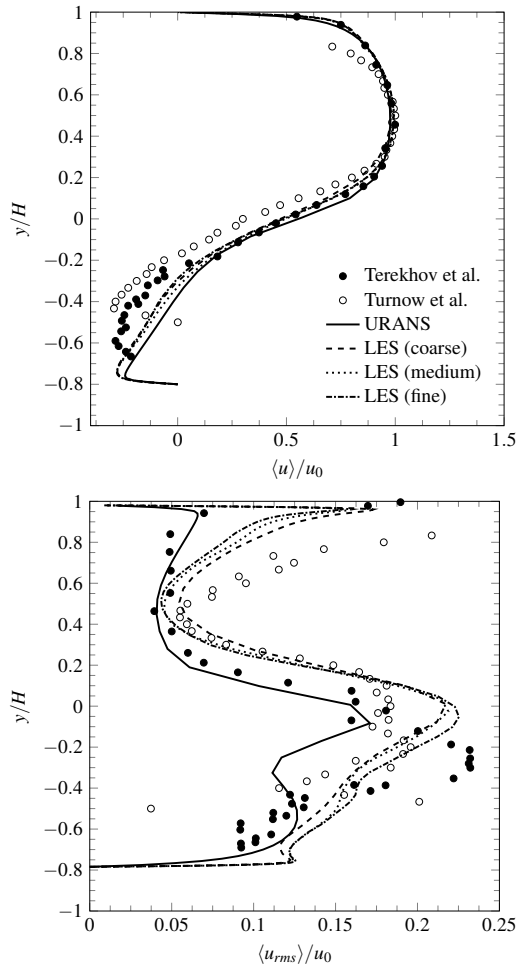 1
0.8
0.6
0.4
0.2
0
−0.2
−0.4
−0.6
−0.8
−1
y/H
Terekhov et al.
Turnow et al.
URANS
LES (coarse)
LES (medium)
LES (fine)
0 0.5 1 1.5
⟨u⟩/u₀
1
0.8
0.6
0.4
0.2
0
−0.2
−0.4
−0.6
−0.8
−1
y/H
0 0.05 0.1 0.15 0.2 0.25
⟨u_rms⟩/u₀